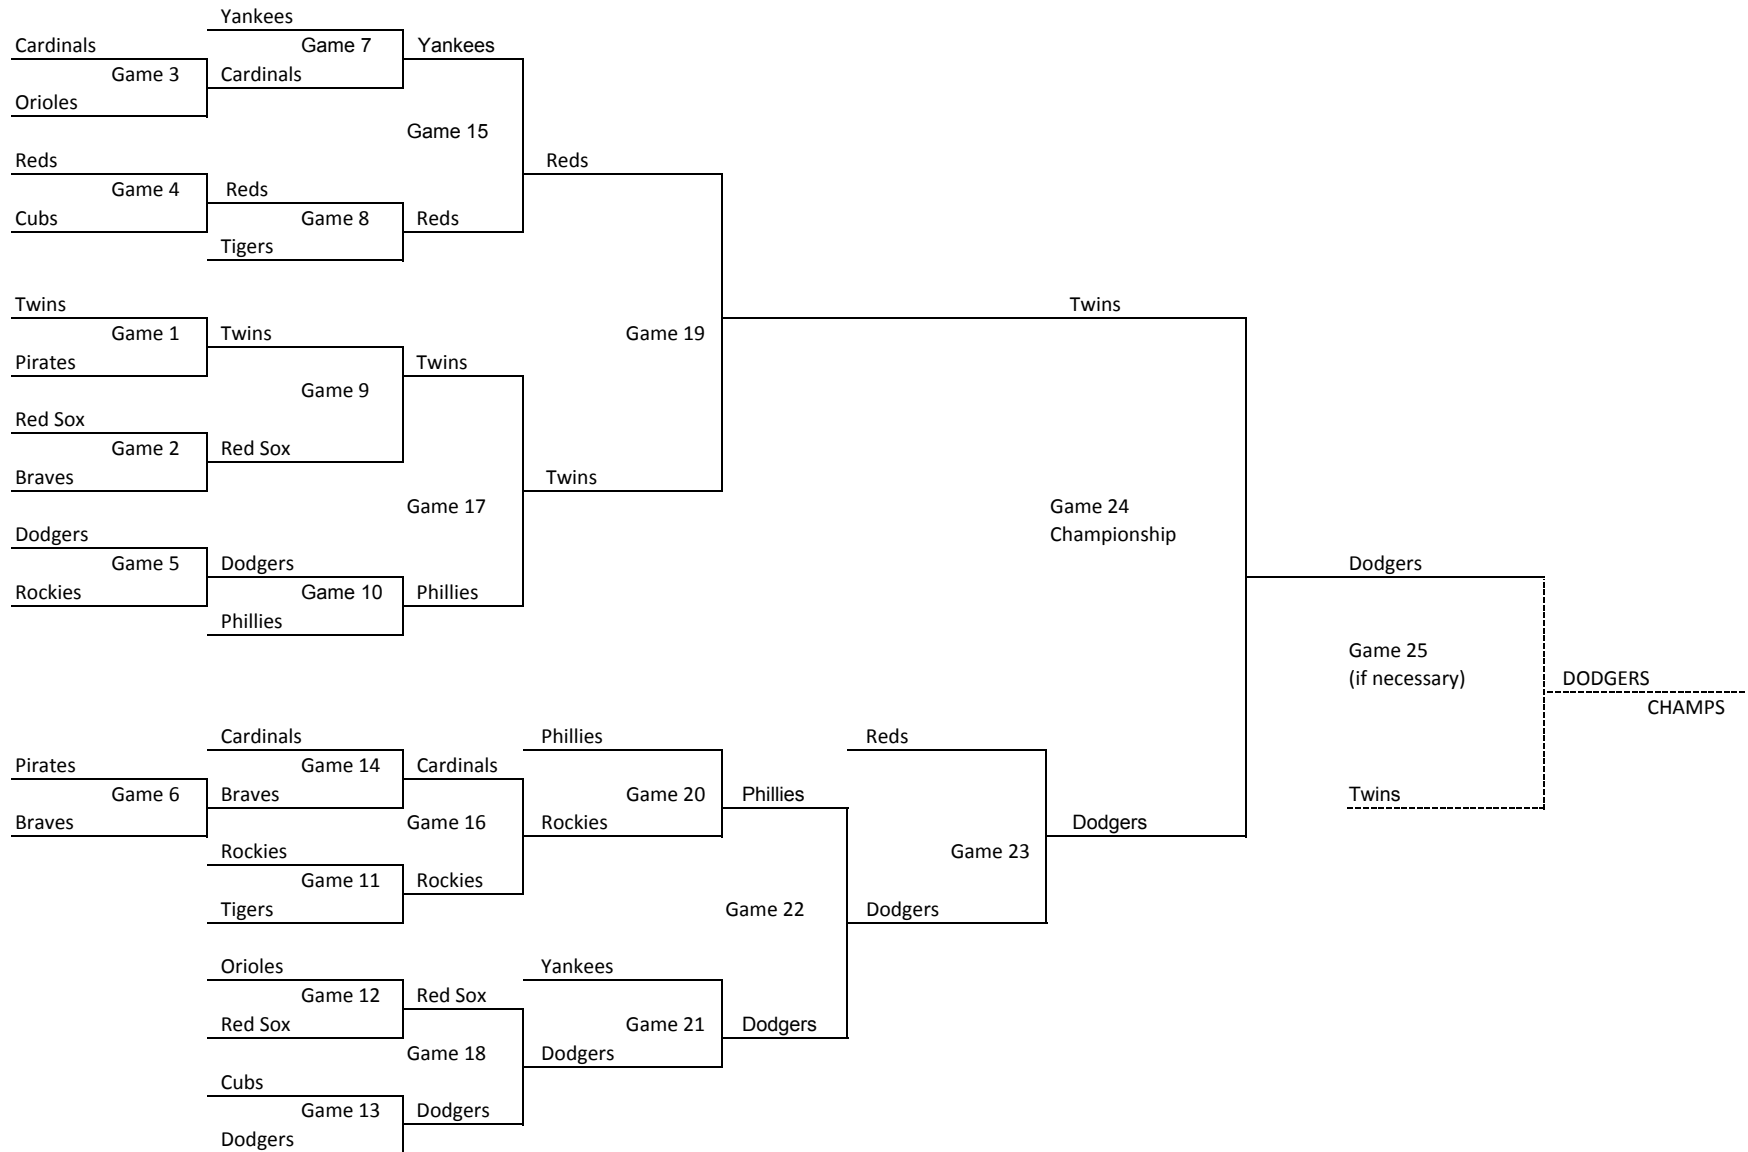 Yankees
Cardinals
Game 7
Yankees
Game 3
Cardinals
Orioles
Game 15
Reds
Reds
Game 4
Reds
Cubs
Game 8
Reds
Tigers
Twins
Twins
Game 1
Twins
Game 19
Pirates
Twins
Game 9
Red Sox
Game 2
Red Sox
Braves
Twins
Game 17
Game 24
Championship
Dodgers
Game 5
Dodgers
Dodgers
Rockies
Game 10
Phillies
Phillies
Game 25
(if necessary)
DODGERS
CHAMPS
Cardinals
Phillies
Reds
Pirates
Game 14
Cardinals
Game 6
Braves
Game 20
Phillies
Twins
Braves
Game 16
Rockies
Dodgers
Rockies
Game 23
Game 11
Rockies
Tigers
Game 22
Dodgers
Orioles
Yankees
Game 12
Red Sox
Red Sox
Game 21
Dodgers
Game 18
Dodgers
Cubs
Game 13
Dodgers
Dodgers